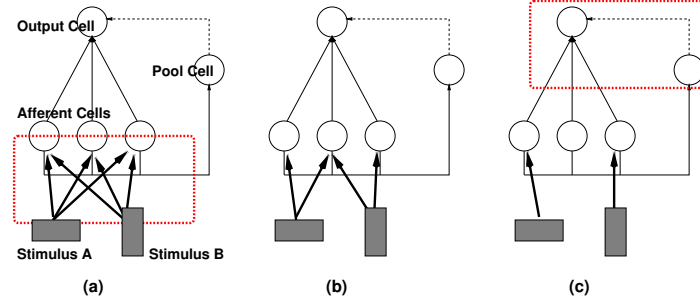 Output Cell
Pool Cell
Afferent Cells
Stimulus A
Stimulus B
(a)
(b)
(c)